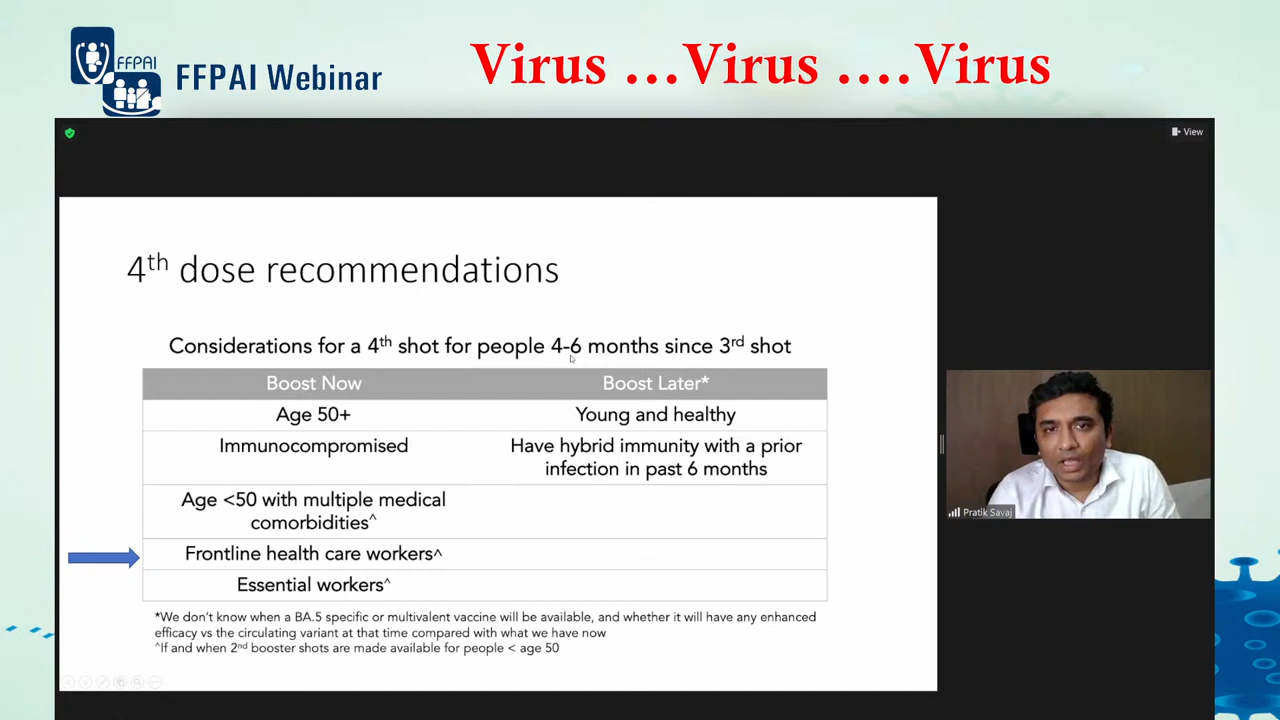 FFPAI
FFPAI Webinar
Virus ...Virus ....Virus
View
4th dose recommendations
Considerations for a 4th shot for people 4-6 months since 3rd shot
Boost Now
Boost Later*
Age 50+
Young and healthy
Immunocompromised
Have hybrid immunity with a prior
infection in past 6 months
Age <50 with multiple medical
comorbidities^
Frontline health care workers^
Essential workers^
*We don't know when a BA.5 specific or multivalent vaccine will be available, and whether it will have any enhanced
efficacy vs the circulating variant at that time compared with what we have now
^If and when 2nd booster shots are made available for people < age 50
Pratik Savaj